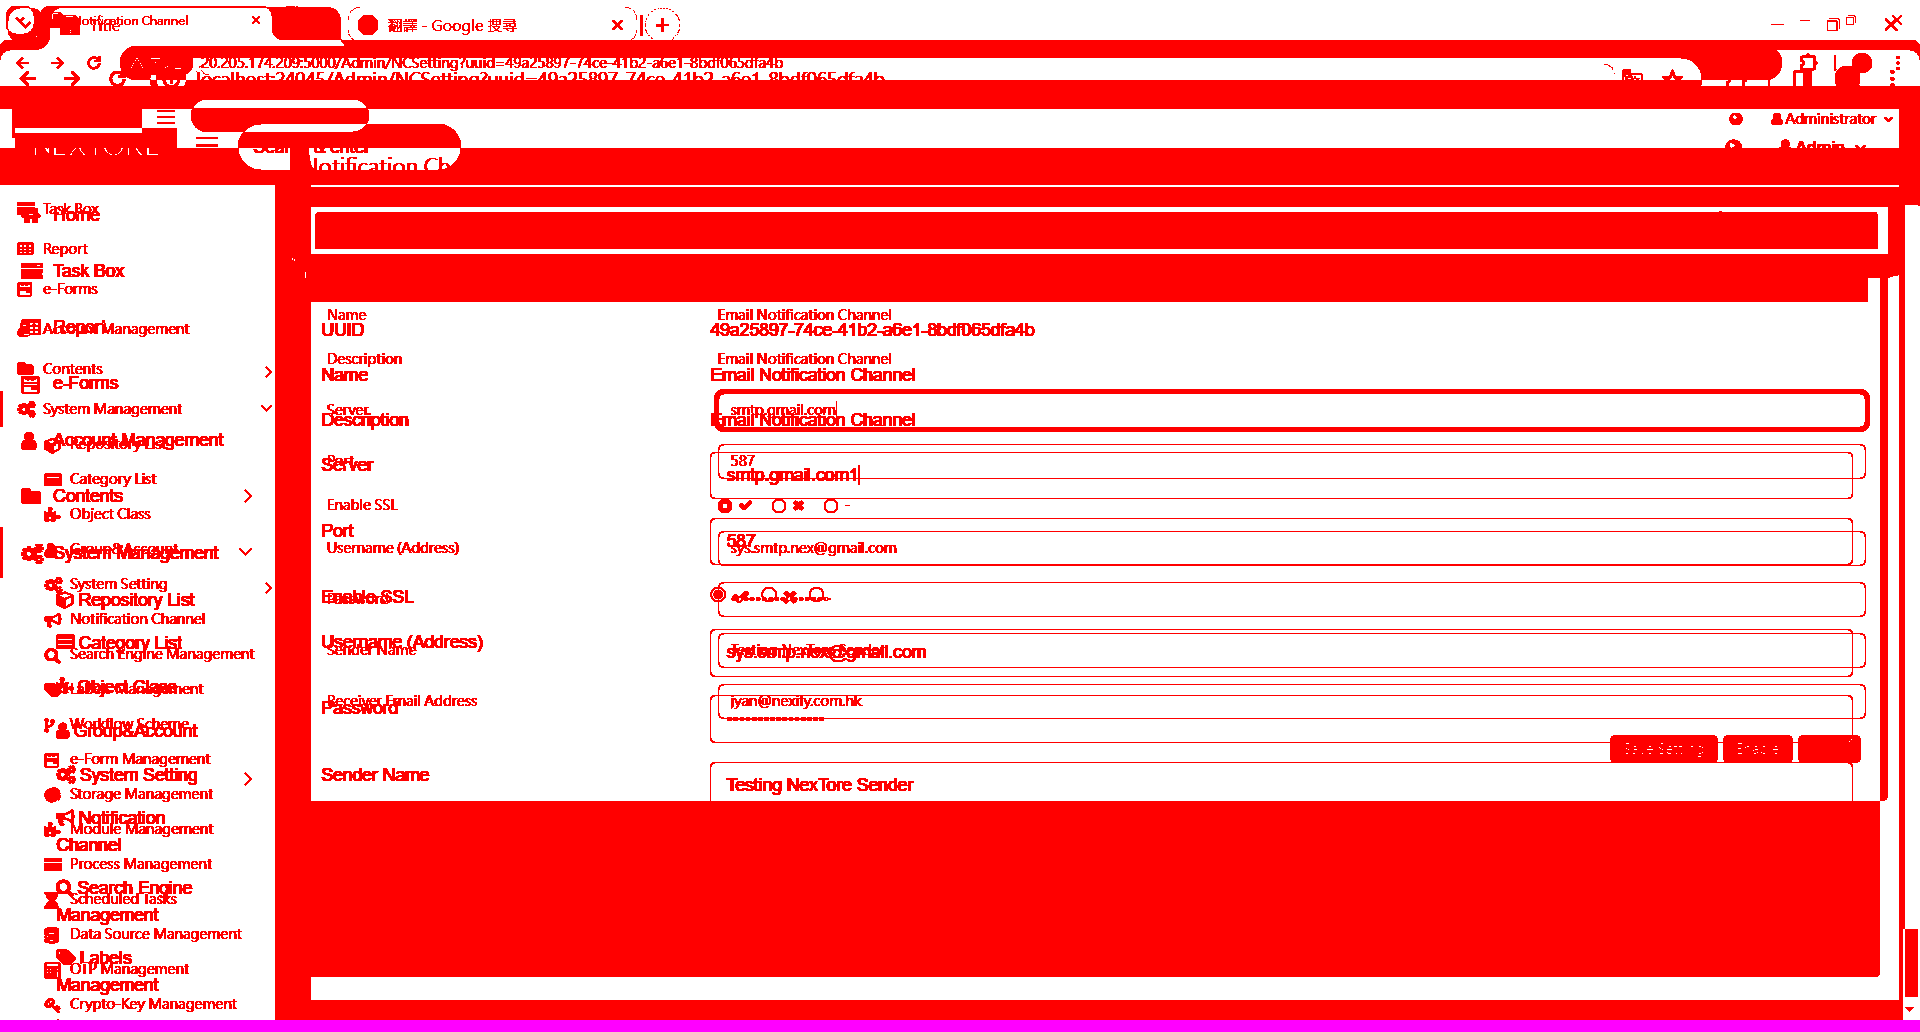 Notification Channel
Title
翻譯 - Google 搜尋
20.205.174.209:5000/Admin/NCSetting?uuid=49a25897-74ce-41b2-a6e1-8bdf065dfa4b
localhost:24045/Admin/NCSetting?uuid=49a25897-74ce-41b2-a6e1-8bdf065dfa4b
Administrator
NEXTORE
Admin
Notification Ch
Task Box
Home
Report
Task Box
e-Forms
Account Management
Report
Contents
e-Forms
System Management
Account Management
Repository List
Category List
Contents
Object Class
Group&Account
System Management
System Setting
Repository List
Notification Channel
Category List
Search Engine Management
Labels Management
Object Class
Workflow Scheme
Group&Account
e-Form Management
System Setting
Storage Management
Notification
Module Management
Channel
Process Management
Search Engine
Scheduled Tasks
Management
Data Source Management
Labels
OTP Management
Management
Crypto-Key Management
Name Email Notification Channel
UUID 49a25897-74ce-41b2-a6e1-8bdf065dfa4b
Description Email Notification Channel
Name Email Notification Channel
Server smtp.gmail.com
Description Email Notification Channel
Port 587
Server smtp.gmail.com1
Enable SSL
Port 587
Username (Address) sys.smtp.nex@gmail.com
Enable SSL
Password
Username (Address) sys.smtp.nex@gmail.com
Sender Name Testing NexTore Sender
Receiver Email Address jyan@nexify.com.hk
Password
Save Setting Enable
Sender Name Testing NexTore Sender